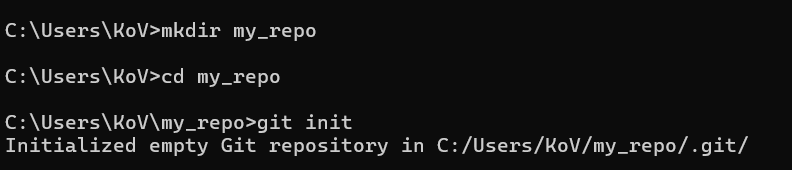 C:\Users\KoV>mkdir my_repo
C:\Users\KoV>cd my_repo
C:\Users\KoV\my_repo>git init
Initialized empty Git repository in C:/Users/KoV/my_repo/.git/